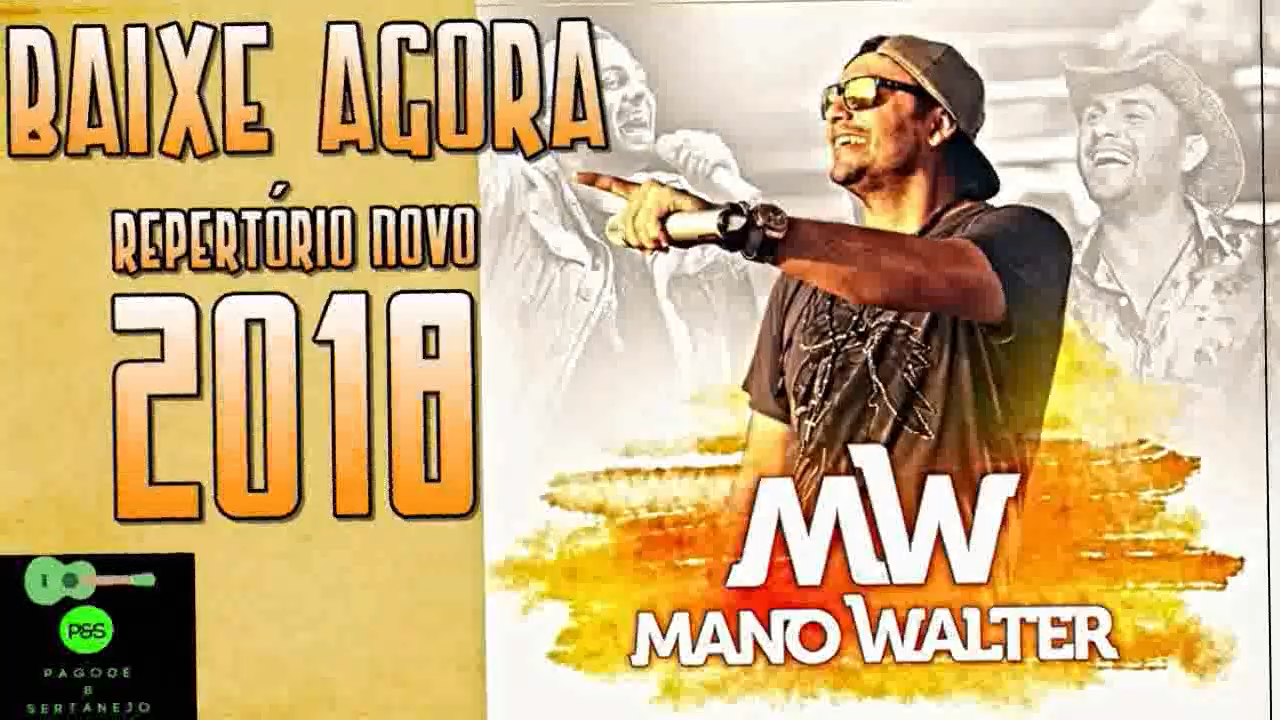 BAIXE AGORA
REPERTÓRIO NOVO
2018
MW
MANO WALTER
P&S
PAGODE
B
SERTANEJO